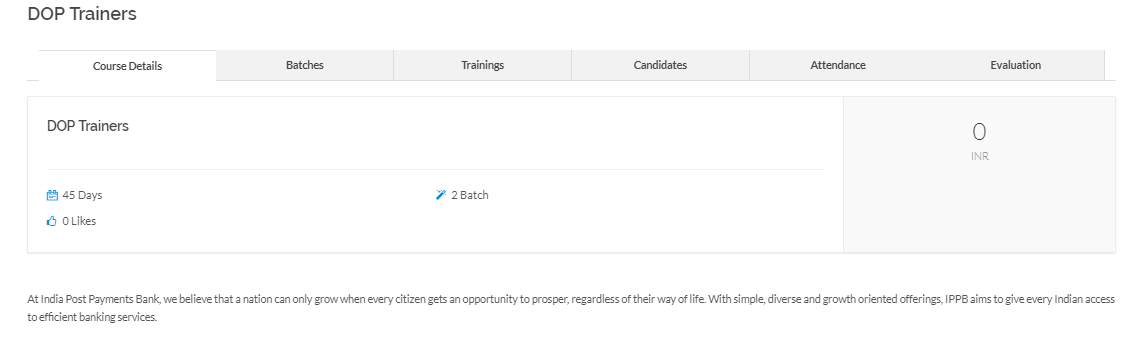 DOP Trainers
Course Details
Batches
Trainings
Candidates
Attendance
Evaluation
DOP Trainers
0
INR
45 Days
2 Batch
0 Likes
At India Post Payments Bank, we believe that a nation can only grow when every citizen gets an opportunity to prosper, regardless of their way of life. With simple, diverse and growth oriented offerings, IPPB aims to give every Indian access
to efficient banking services.